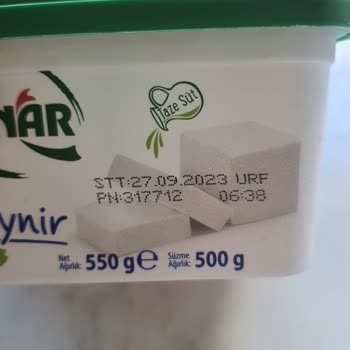 NAR
Taze Süt
STT:27.09.2023 URF
PN:317712 06:38
ynir
Net Ağırlık: 550 g℮ Süzme Ağırlık: 500 g